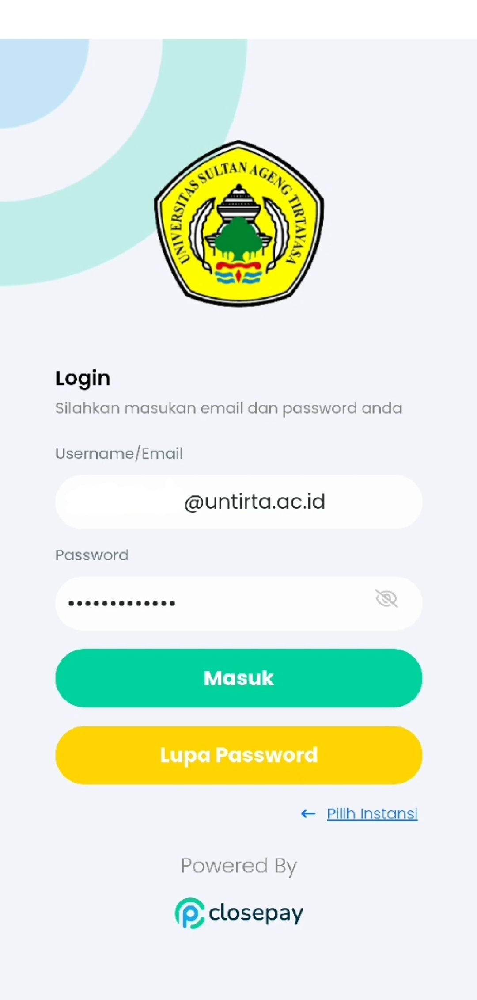 UNIVERSITAS SULTAN AGENG TIRTAYASA
Login
Silahkan masukan email dan password anda
Username/Email
@untirta.ac.id
Password
•••••••••••••
Masuk
Lupa Password
← Pilih Instansi
Powered By
closepay